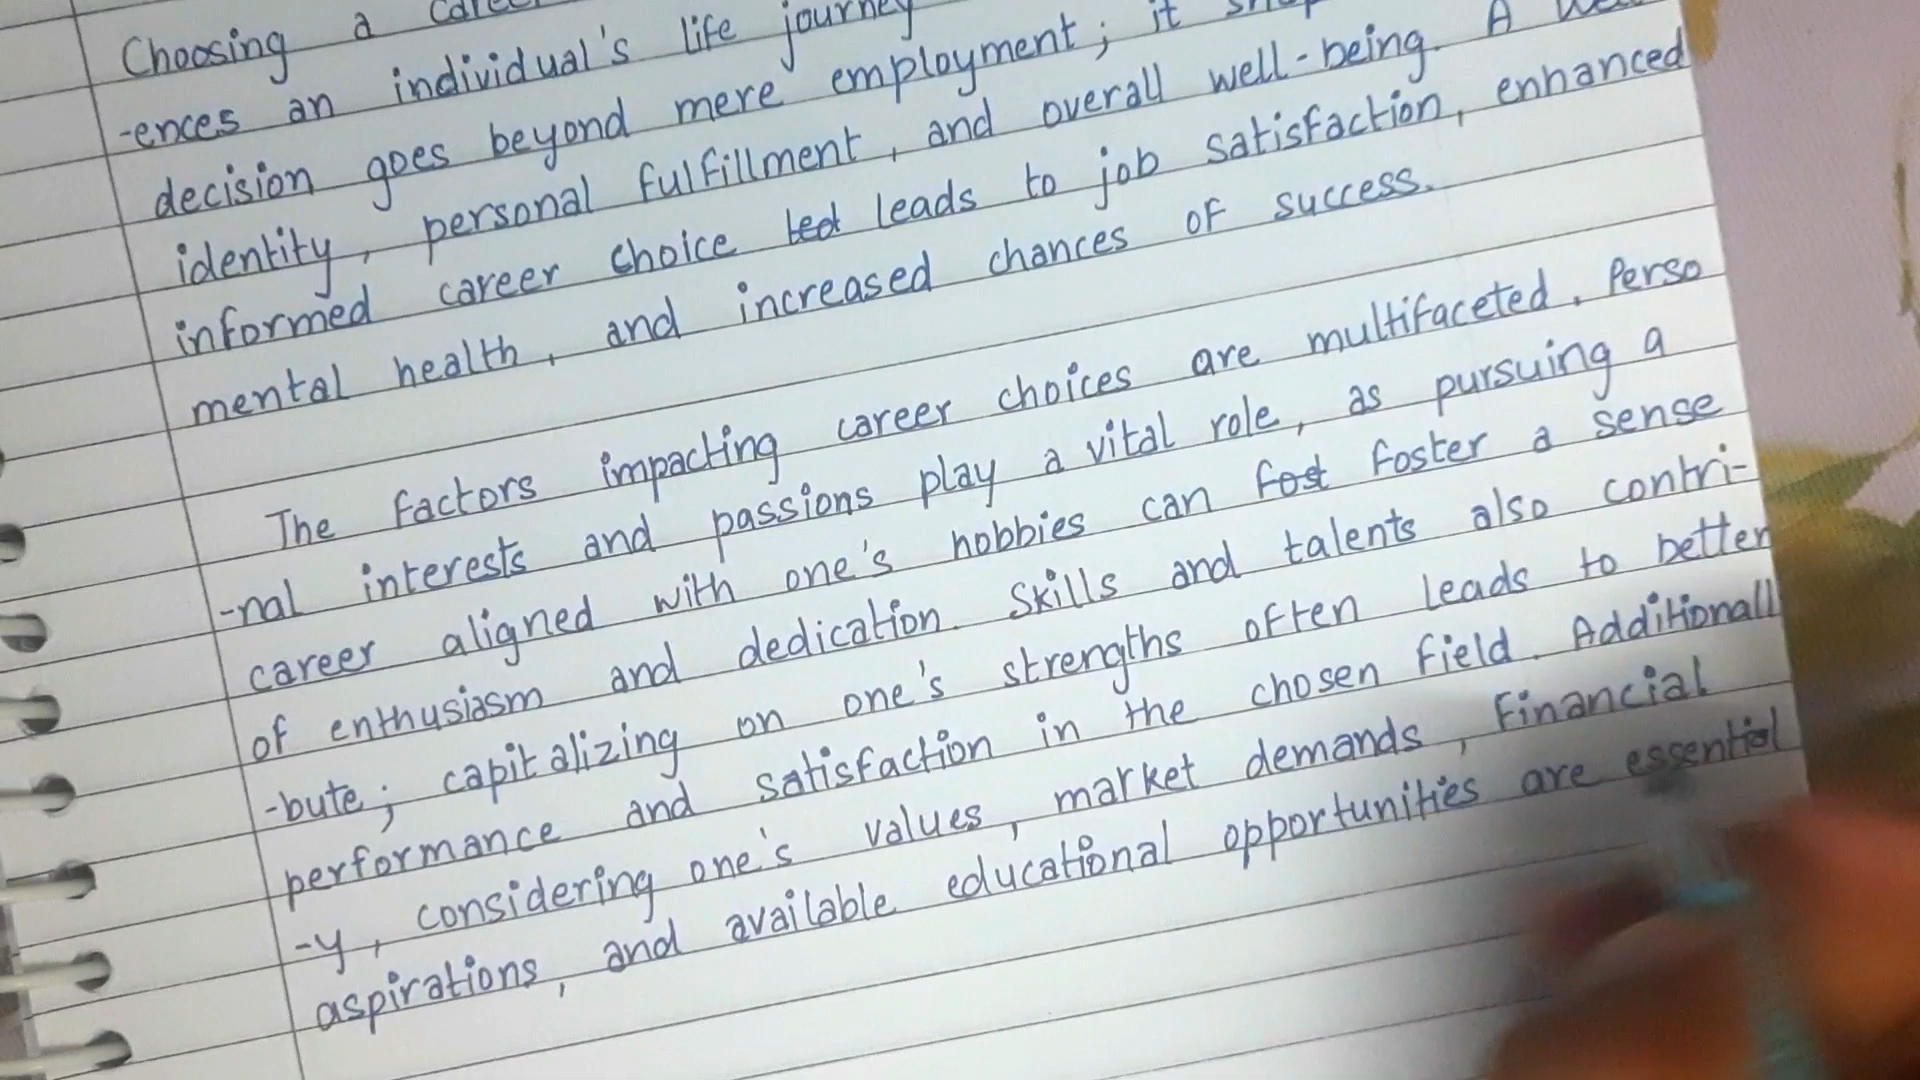 Choosing a
-ences an individual's life journey
decision goes beyond mere employment; it
identity, personal fulfillment, and overall well-being. A
informed career choice led leads to job satisfaction, enhanced
mental health, and increased chances of success.
The factors impacting career choices are multifaceted. Perso
-nal interests and passions play a vital role, as pursuing a
career aligned with one's hobbies can fost foster a sense
of enthusiasm and dedication. Skills and talents also contri-
-bute; capitalizing on one's strengths often leads to better
performance and satisfaction in the chosen field. Additionall
-y, considering one's values, market demands, financial
aspirations, and available educational opportunities are essential